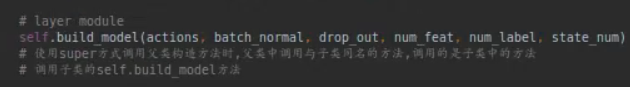 # layer module
self.build_model(actions, batch_normal, drop_out, num_feat, num_label, state_num)
# 使用super方式调用父类构造方法时,父类中调用与子类同名的方法,调用的是子类中的方法
# 调用子类的self.build_model方法